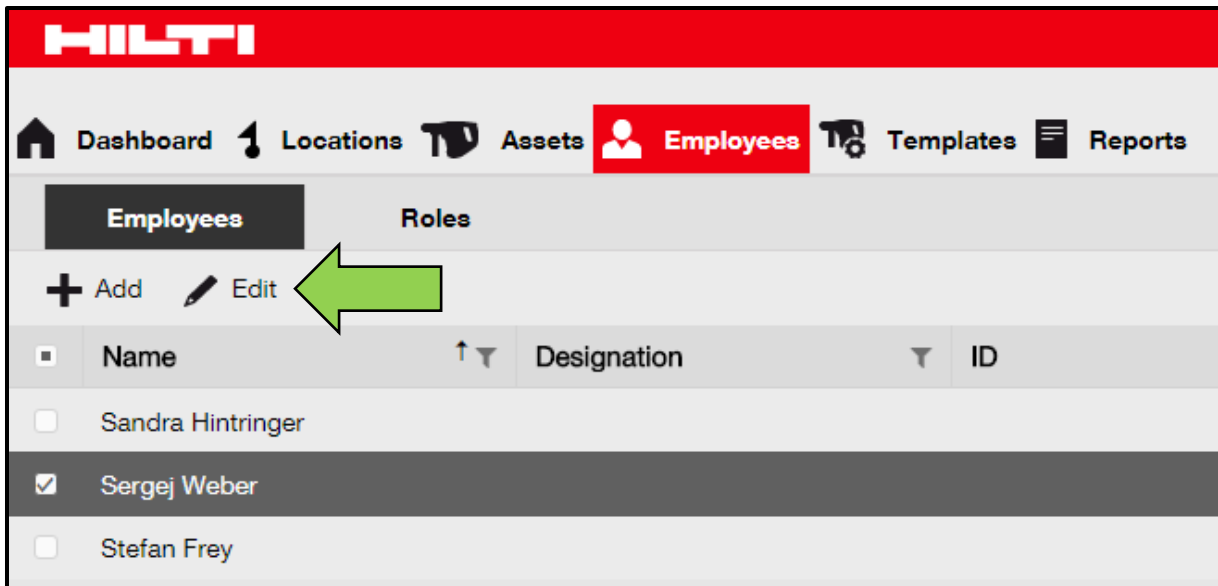 HILTI
Dashboard Locations Assets Employees Templates Reports
Employees Roles
Add Edit
Name Designation ID
Sandra Hintringer
Sergej Weber
Stefan Frey